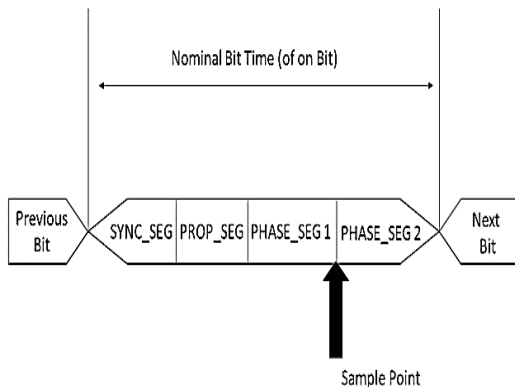 Nominal Bit Time (of on Bit)
Previous
Bit
SYNC_SEG
PROP_SEG
PHASE_SEG 1
PHASE_SEG 2
Next
Bit
Sample Point